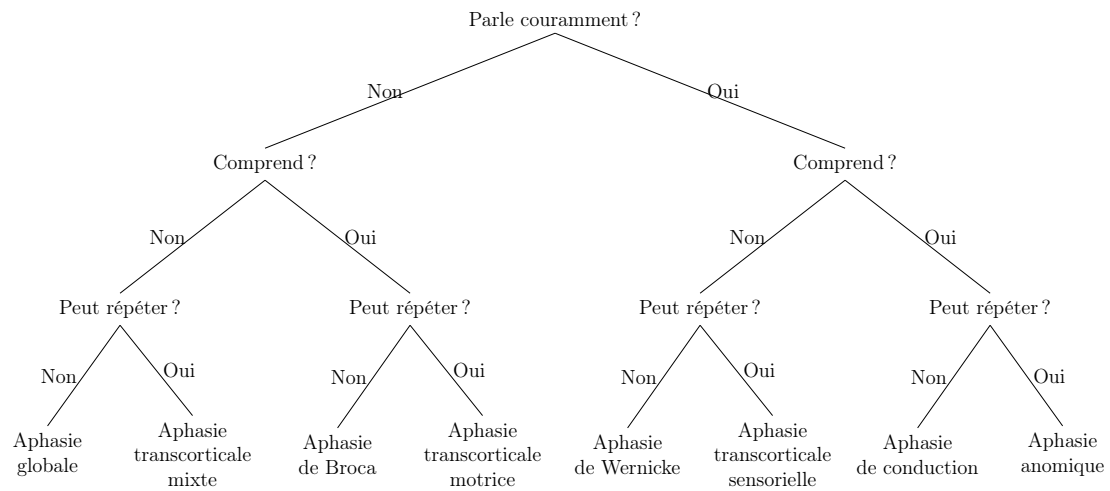 Parle couramment ?
Non
Oui
Comprend ?
Comprend ?
Non
Oui
Non
Oui
Peut répéter ?
Peut répéter ?
Peut répéter ?
Peut répéter ?
Non
Oui
Non
Oui
Non
Oui
Non
Oui
Aphasie
globale
Aphasie
transcorticale
mixte
Aphasie
de Broca
Aphasie
transcorticale
motrice
Aphasie
de Wernicke
Aphasie
transcorticale
sensorielle
Aphasie
de conduction
Aphasie
anomique